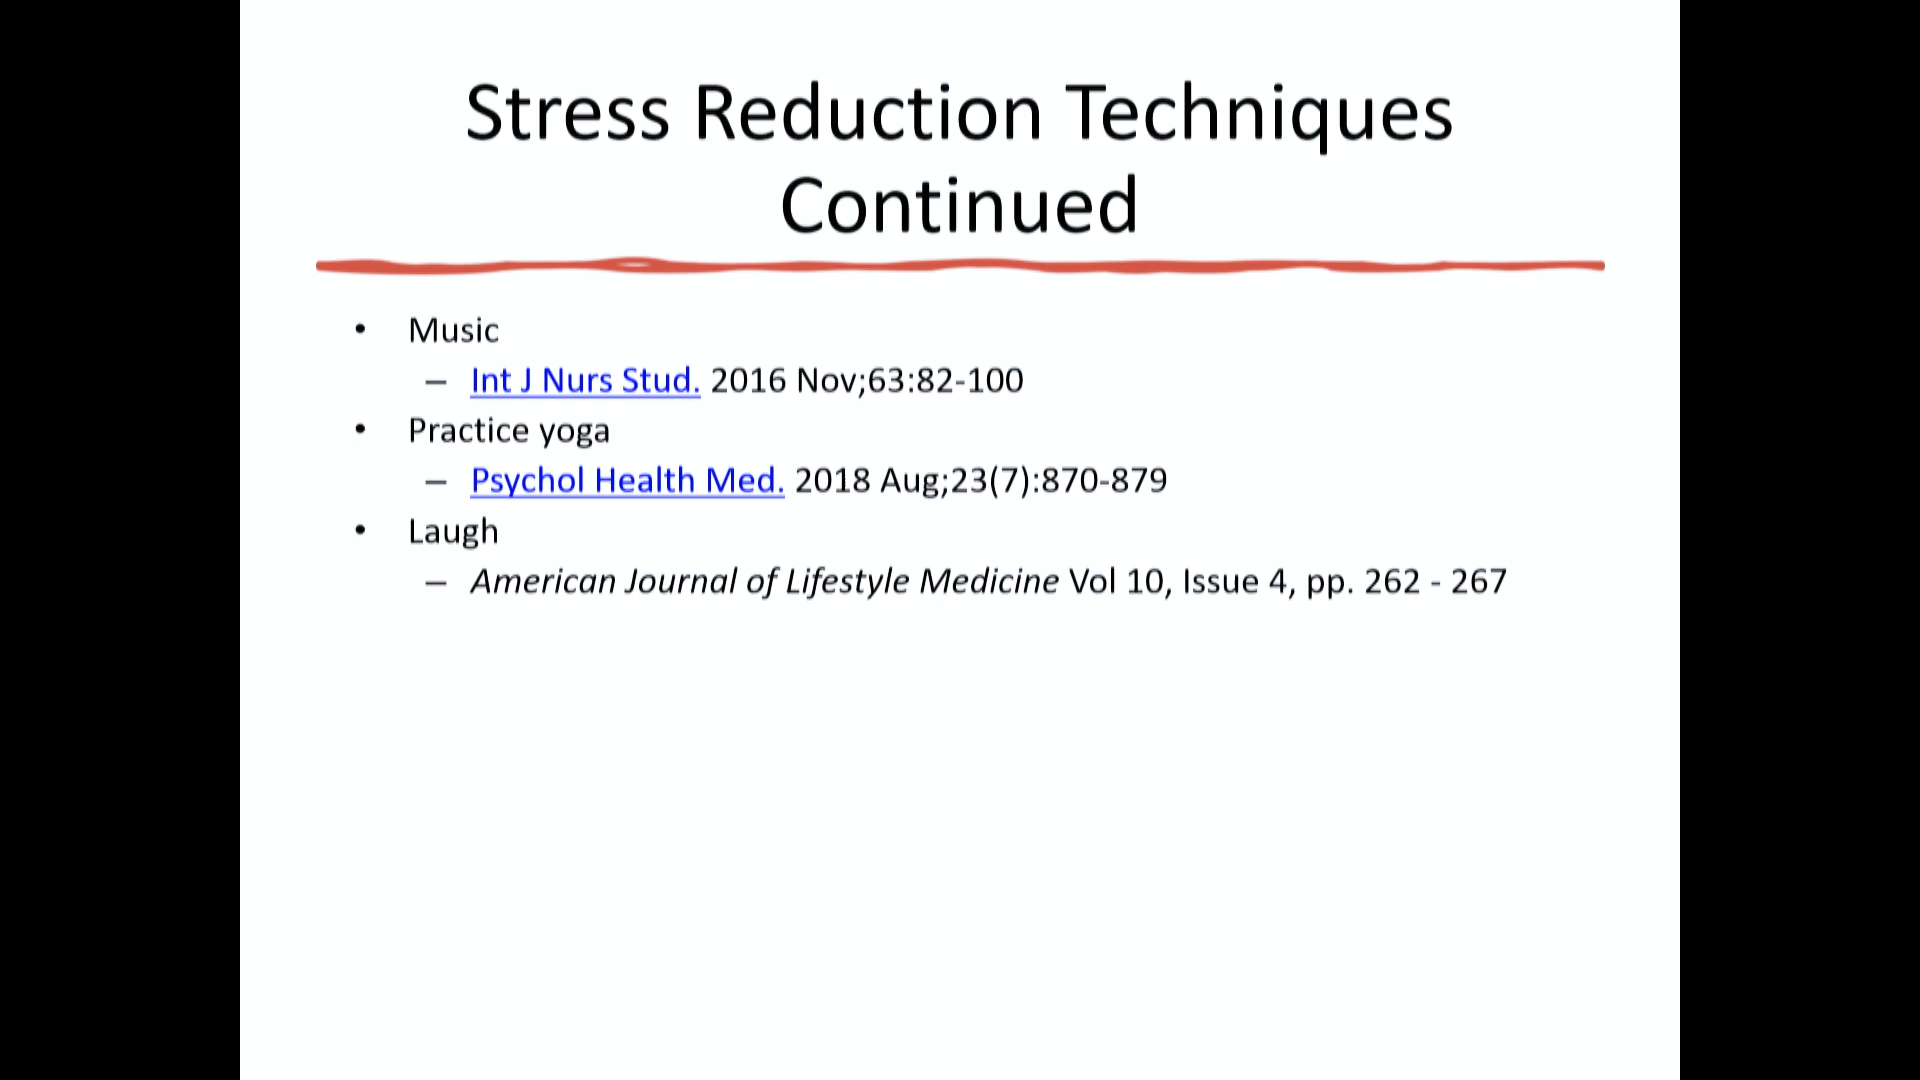 Stress Reduction Techniques
Continued
• Music
– Int J Nurs Stud. 2016 Nov;63:82-100
• Practice yoga
– Psychol Health Med. 2018 Aug;23(7):870-879
• Laugh
– American Journal of Lifestyle Medicine Vol 10, Issue 4, pp. 262 - 267